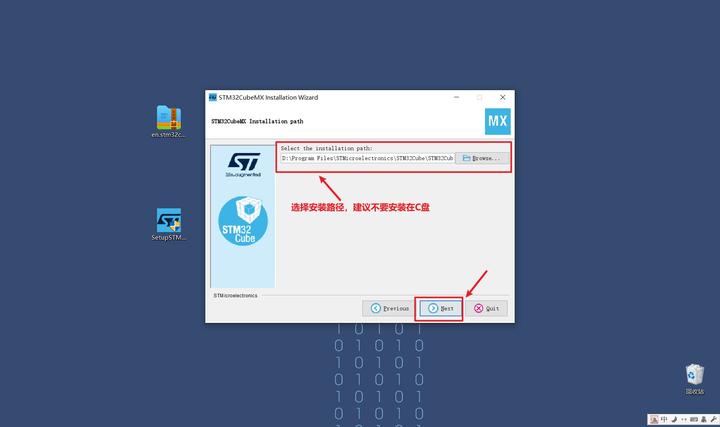 STM32CubeMX Installation Wizard
STM32CubeMX Installation path
MX
en.stm32c...
Select the installation path:
D:\Program Files\STMicroelectronics\STM32Cube\STM32Cub
Browse...
ST
life.augmented
选择安装路径，建议不要安装在C盘
STM32
Cube
SetupSTM...
STMicroelectronics
Previous
Next
Quit
1 0 1 0 1
0 1 0 1 0
0 1 0 1 0
1 0 1 0 1
1 0 1 0 1
0 1 0 1 0
回收站
中